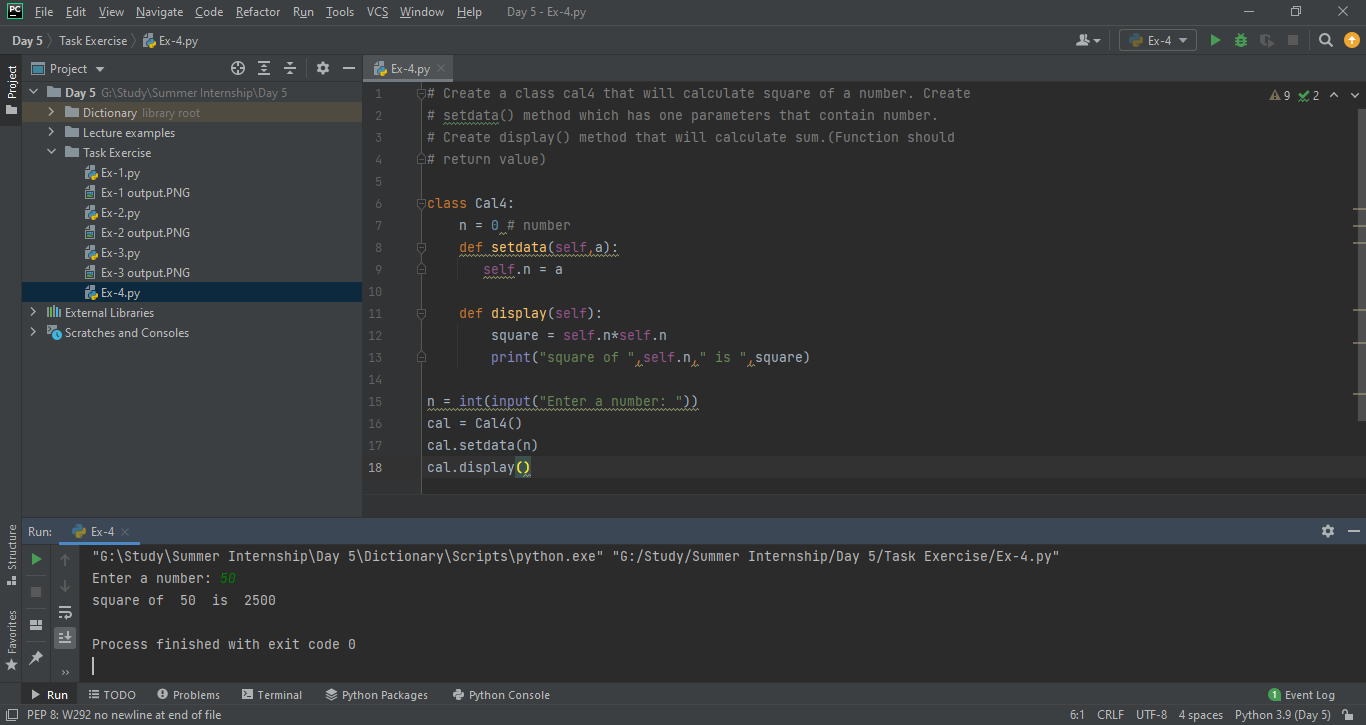 PC File Edit View Navigate Code Refactor Run Tools VCS Window Help Day 5 - Ex-4.py
Day 5 Task Exercise Ex-4.py Ex-4
Project
Project
Ex-4.py
Day 5 G:\Study\Summer Internship\Day 5
Dictionary library root
Lecture examples
Task Exercise
Ex-1.py
Ex-1 output.PNG
Ex-2.py
Ex-2 output.PNG
Ex-3.py
Ex-3 output.PNG
Ex-4.py
External Libraries
Scratches and Consoles
9 2
1 # Create a class cal4 that will calculate square of a number. Create
2 # setdata() method which has one parameters that contain number.
3 # Create display() method that will calculate sum.(Function should
4 # return value)
5
6 class Cal4:
7 n = 0 # number
8 def setdata(self,a):
9 self.n = a
10
11 def display(self):
12 square = self.n*self.n
13 print("square of ",self.n," is ",square)
14
15 n = int(input("Enter a number: "))
16 cal = Cal4()
17 cal.setdata(n)
18 cal.display()
Structure
Favorites
Run: Ex-4
"G:\Study\Summer Internship\Day 5\Dictionary\Scripts\python.exe" "G:/Study/Summer Internship/Day 5/Task Exercise/Ex-4.py"
Enter a number: 50
square of  50  is  2500
Process finished with exit code 0
Run TODO Problems Terminal Python Packages Python Console 1 Event Log
PEP 8: W292 no newline at end of file 6:1 CRLF UTF-8 4 spaces Python 3.9 (Day 5)